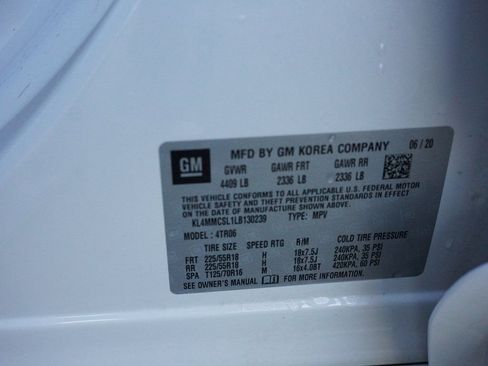 GM MFD BY GM KOREA COMPANY 06 / 20
GVWR GAWR FRT GAWR RR
4409 LB 2336 LB 2336 LB
THIS VEHICLE CONFORMS TO ALL APPLICABLE U.S. FEDERAL MOTOR
VEHICLE SAFETY AND THEFT PREVENTION STANDARDS IN EFFECT ON
THE DATE OF MANUFACTURE SHOWN ABOVE.
KL4MMCSL1LB130239 TYPE: MPV
MODEL: 4TR06
TIRE SIZE SPEED RTG RIM COLD TIRE PRESSURE
FRT 225/55R18 H 18x7.5J 240KPA, 35 PSI
RR 225/55R18 H 18x7.5J 240KPA, 35 PSI
SPA T125/70R16 M 16x4.0BT 420KPA, 60 PSI
SEE OWNER'S MANUAL FOR MORE INFORMATION.